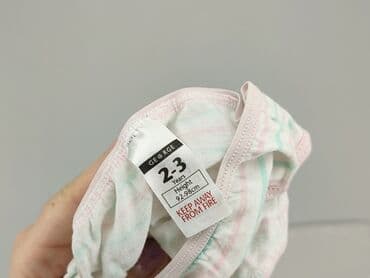 GEORGE
2-3
Years
Height
92-98cm
KEEP AWAY
FROM FIRE